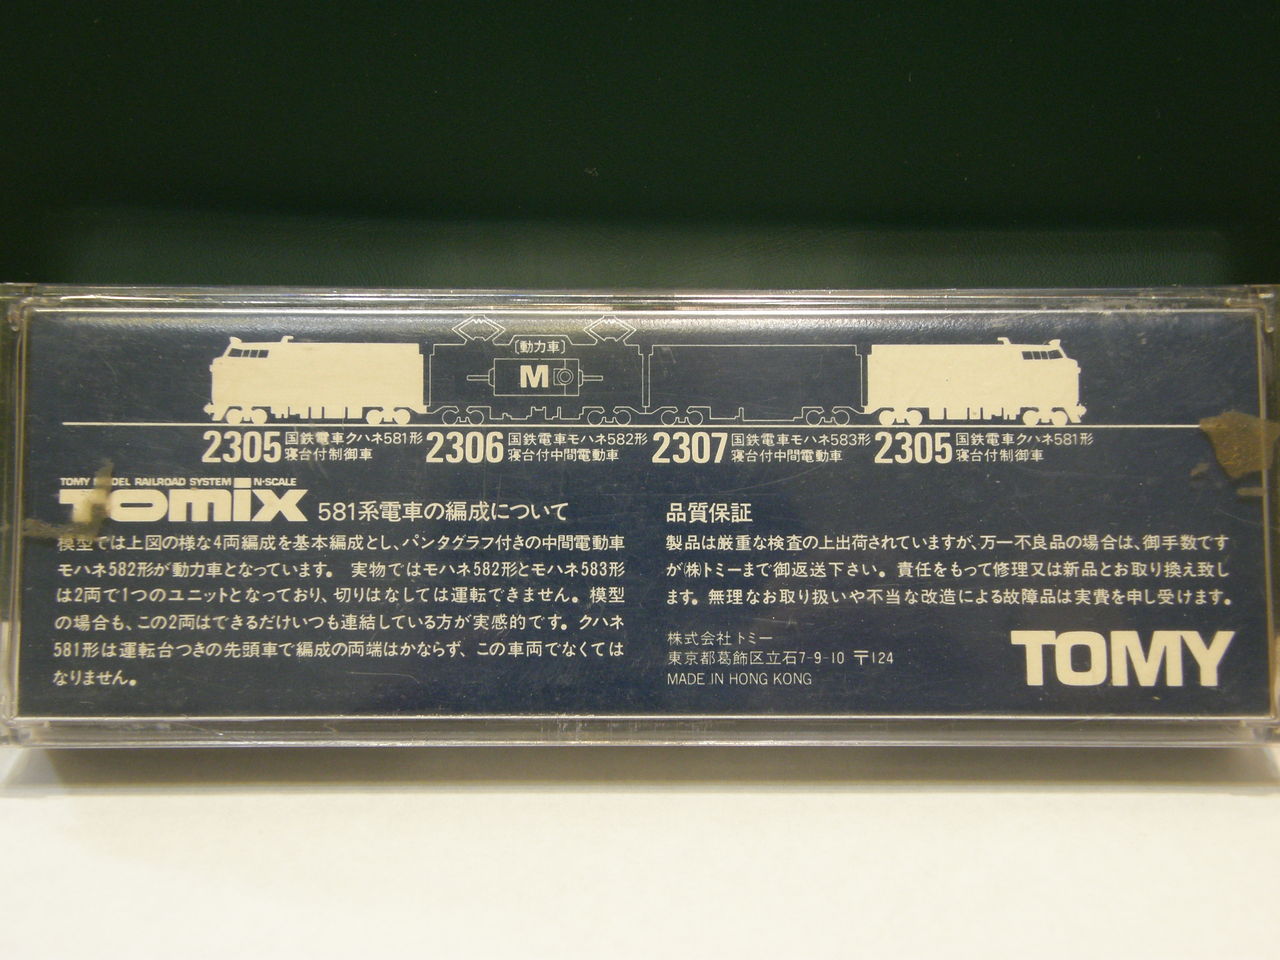 〔動力車〕
M
2305 国鉄電車クハネ581形 寝台付制御車
2306 国鉄電車モハネ582形 寝台付中間電動車
2307 国鉄電車モハネ583形 寝台付中間電動車
2305 国鉄電車クハネ581形 寝台付制御車
TOMY MODEL RAILROAD SYSTEM N-SCALE
TOMIX 581系電車の編成について
模型では上図の様な4両編成を基本編成とし、パンタグラフ付きの中間電動車
モハネ582形が動力車となっています。 実物ではモハネ582形とモハネ583形
は2両で1つのユニットとなっており、切りはなしては運転できません。模型
の場合も、この2両はできるだけいつも連結している方が実感的です。クハネ
581形は運転台つきの先頭車で編成の両端はかならず、この車両でなくては
なりません。
品質保証
製品は厳重な検査の上出荷されていますが、万一不良品の場合は、御手数です
が㈱トミーまで御返送下さい。責任をもって修理又は新品とお取り換え致し
ます。無理なお取り扱いや不当な改造による故障品は実費を申し受けます。
株式会社トミー
東京都葛飾区立石7-9-10 〒124
MADE IN HONG KONG
TOMY